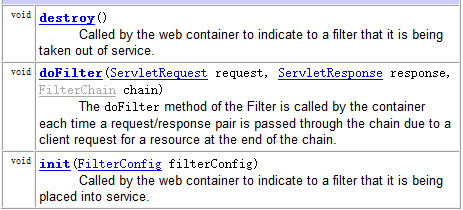 void destroy()
Called by the web container to indicate to a filter that it is being
taken out of service.
void doFilter(ServletRequest request, ServletResponse response,
FilterChain chain)
The doFilter method of the Filter is called by the container
each time a request/response pair is passed through the chain due to a
client request for a resource at the end of the chain.
void init(FilterConfig filterConfig)
Called by the web container to indicate to a filter that it is being
placed into service.